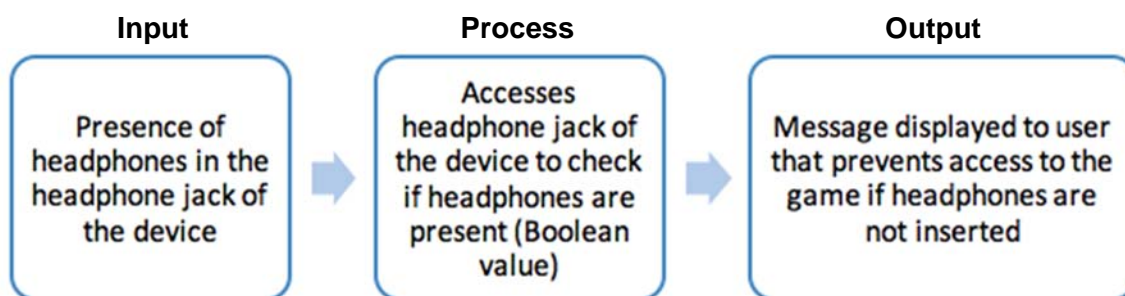 Input
Process
Output
Presence of
headphones in the
headphone jack of
the device
Accesses
headphone jack of
the device to check
if headphones are
present (Boolean
value)
Message displayed to user
that prevents access to the
game if headphones are
not inserted